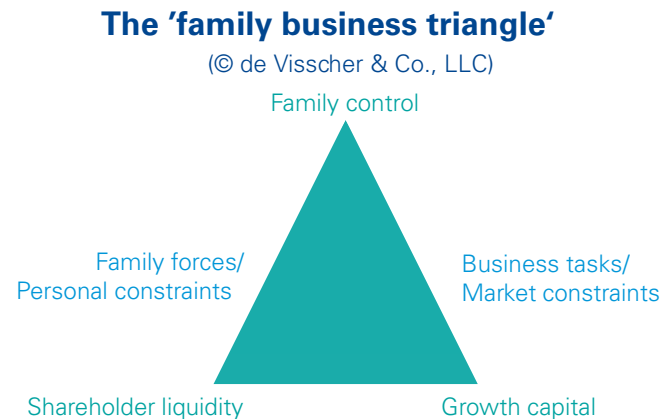 The ’family business triangle‘
(© de Visscher & Co., LLC)
Family control
Family forces/
Personal constraints
Business tasks/
Market constraints
Shareholder liquidity
Growth capital